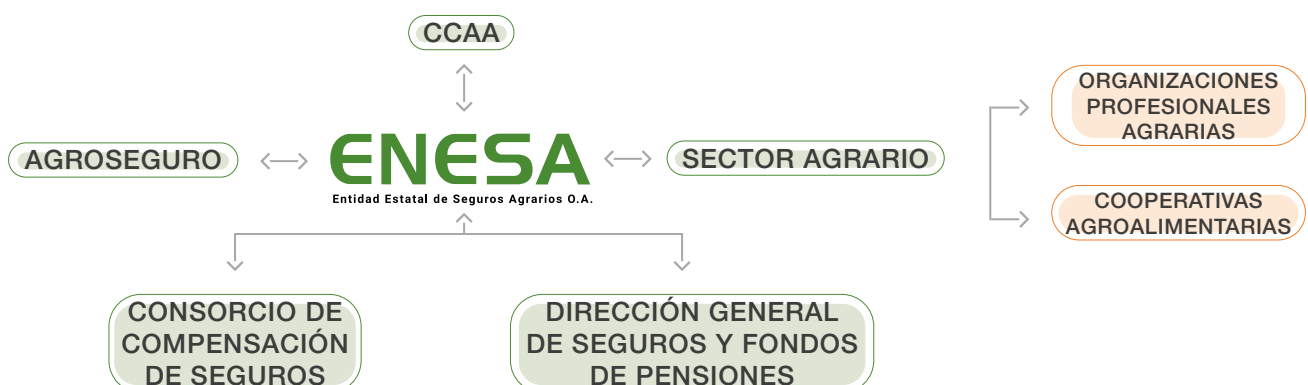 CCAA
ORGANIZACIONES
PROFESIONALES
AGRARIAS
AGROSEGURO
ENESA
Entidad Estatal de Seguros Agrarios O.A.
SECTOR AGRARIO
COOPERATIVAS
AGROALIMENTARIAS
CONSORCIO DE
COMPENSACIÓN
DE SEGUROS
DIRECCIÓN GENERAL
DE SEGUROS Y FONDOS
DE PENSIONES